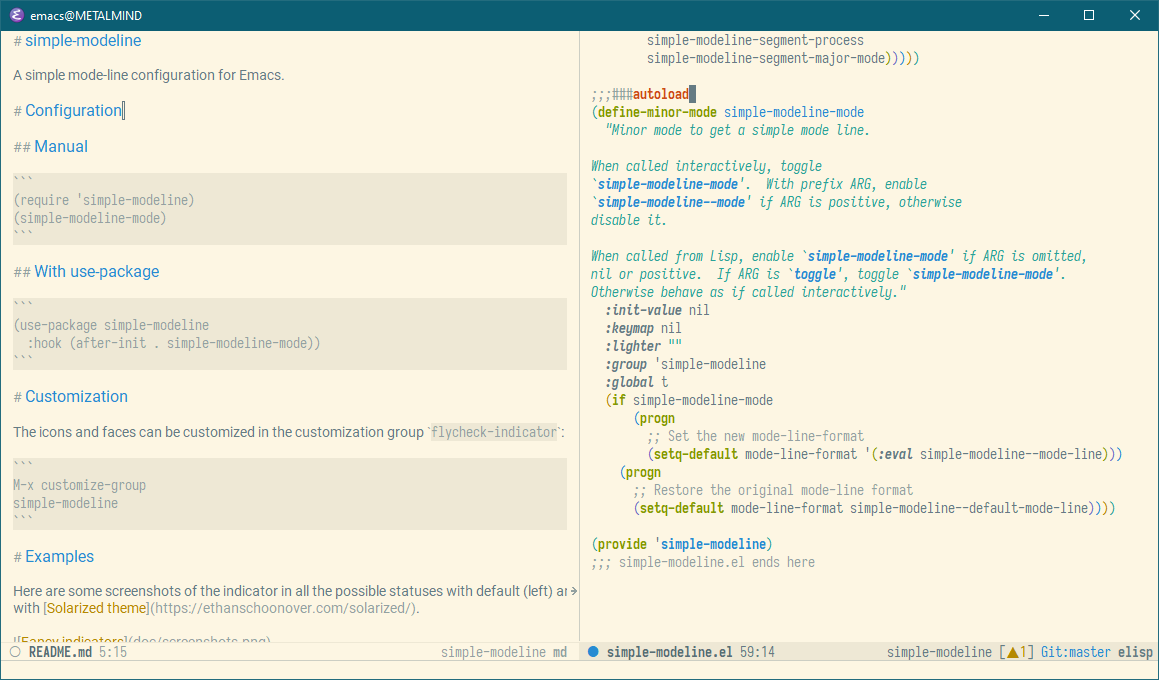 emacs@METALMIND
# simple-modeline
A simple mode-line configuration for Emacs.
# Configuration
## Manual
```
(require 'simple-modeline)
(simple-modeline-mode)
```
## With use-package
```
(use-package simple-modeline
  :hook (after-init . simple-modeline-mode))
```
# Customization
The icons and faces can be customized in the customization group `flycheck-indicator`:
```
M-x customize-group
simple-modeline
```
# Examples
Here are some screenshots of the indicator in all the possible statuses with default (left) ar
with [Solarized theme](https://ethanschoonover.com/solarized/).
![Fancy indicators](doc/screenshots.png)
README.md 5:15 simple-modeline md
        simple-modeline-segment-process
        simple-modeline-segment-major-mode)))))
;;;###autoload
(define-minor-mode simple-modeline-mode
  "Minor mode to get a simple mode line.
When called interactively, toggle
`simple-modeline-mode'.  With prefix ARG, enable
`simple-modeline--mode' if ARG is positive, otherwise
disable it.
When called from Lisp, enable `simple-modeline-mode' if ARG is omitted,
nil or positive.  If ARG is `toggle', toggle `simple-modeline-mode'.
Otherwise behave as if called interactively."
  :init-value nil
  :keymap nil
  :lighter ""
  :group 'simple-modeline
  :global t
  (if simple-modeline-mode
      (progn
        ;; Set the new mode-line-format
        (setq-default mode-line-format '(:eval simple-modeline--mode-line)))
    (progn
      ;; Restore the original mode-line format
      (setq-default mode-line-format simple-modeline--default-mode-line))))
(provide 'simple-modeline)
;;; simple-modeline.el ends here
simple-modeline.el 59:14 simple-modeline [▲1] Git:master elisp